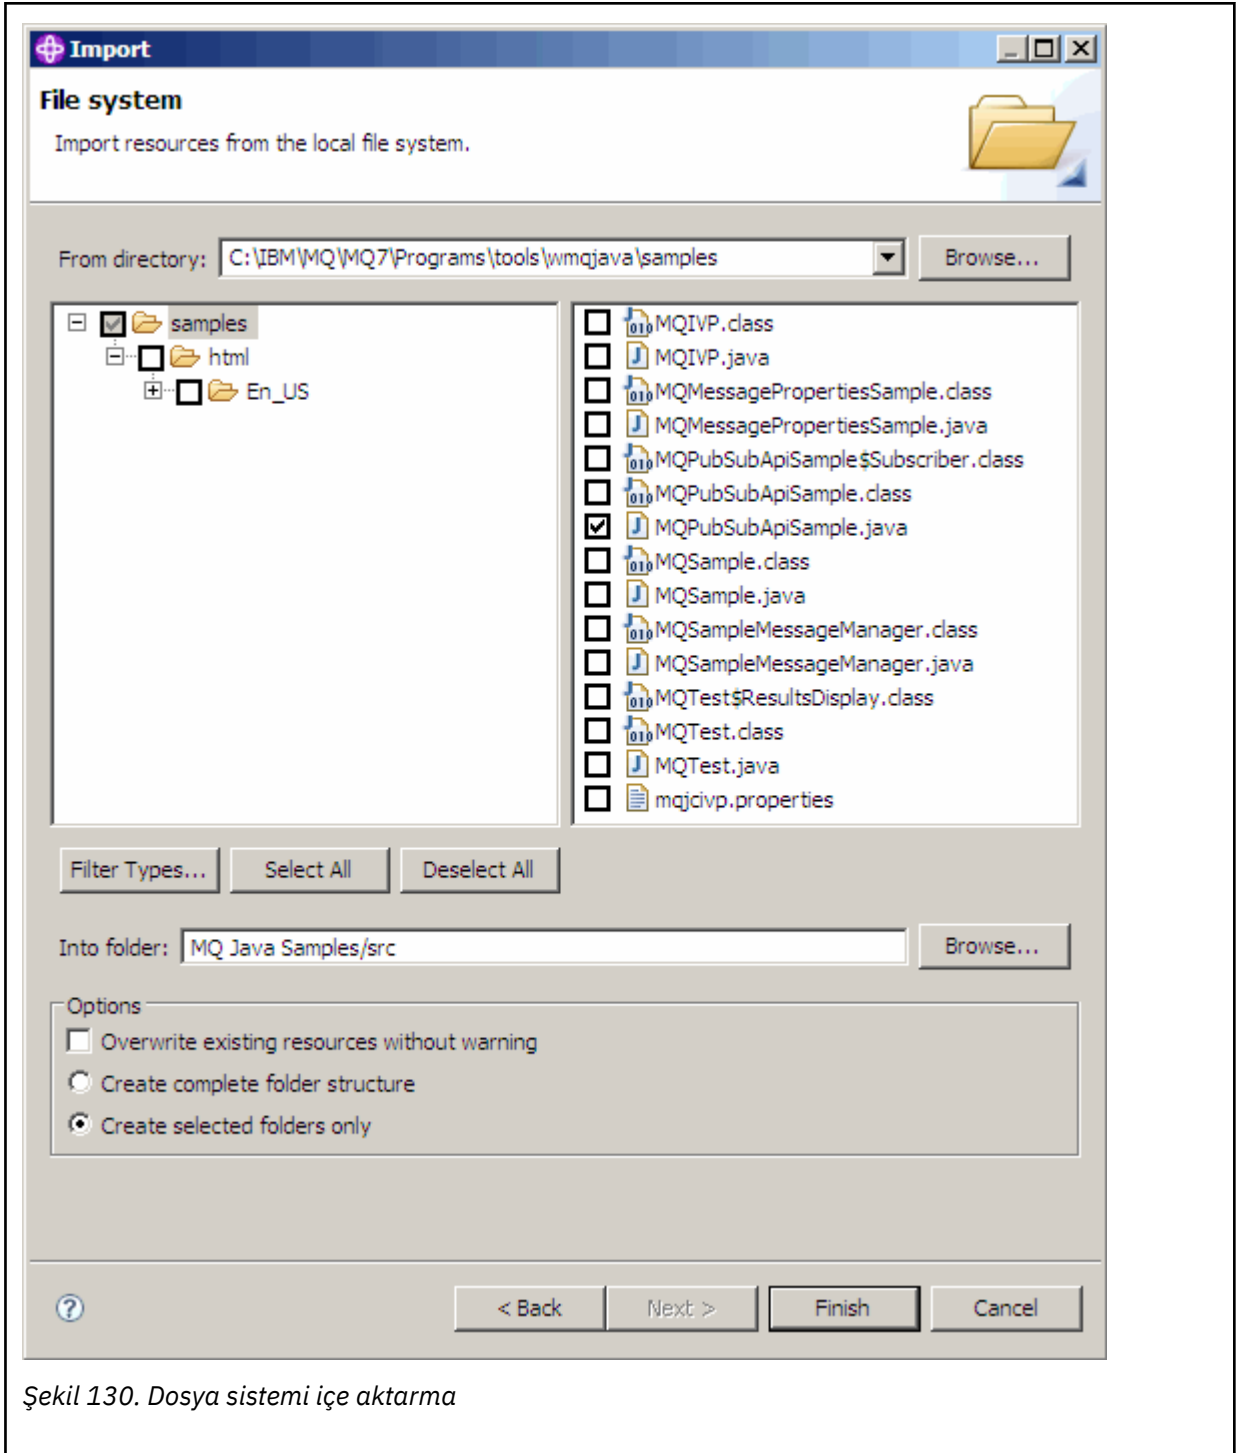 Import
File system
Import resources from the local file system.
From directory: C:\IBM\MQ\MQ7\Programs\tools\wmqjava\samples Browse...
samples
html
En_US
MQIVP.class
MQIVP.java
MQMessagePropertiesSample.class
MQMessagePropertiesSample.java
MQPubSubApiSample$Subscriber.class
MQPubSubApiSample.class
MQPubSubApiSample.java
MQSample.class
MQSample.java
MQSampleMessageManager.class
MQSampleMessageManager.java
MQTest$ResultsDisplay.class
MQTest.class
MQTest.java
mqjcivp.properties
Filter Types... Select All Deselect All
Into folder: MQ Java Samples/src Browse...
Options
Overwrite existing resources without warning
Create complete folder structure
Create selected folders only
< Back Next > Finish Cancel
Şekil 130. Dosya sistemi içe aktarma